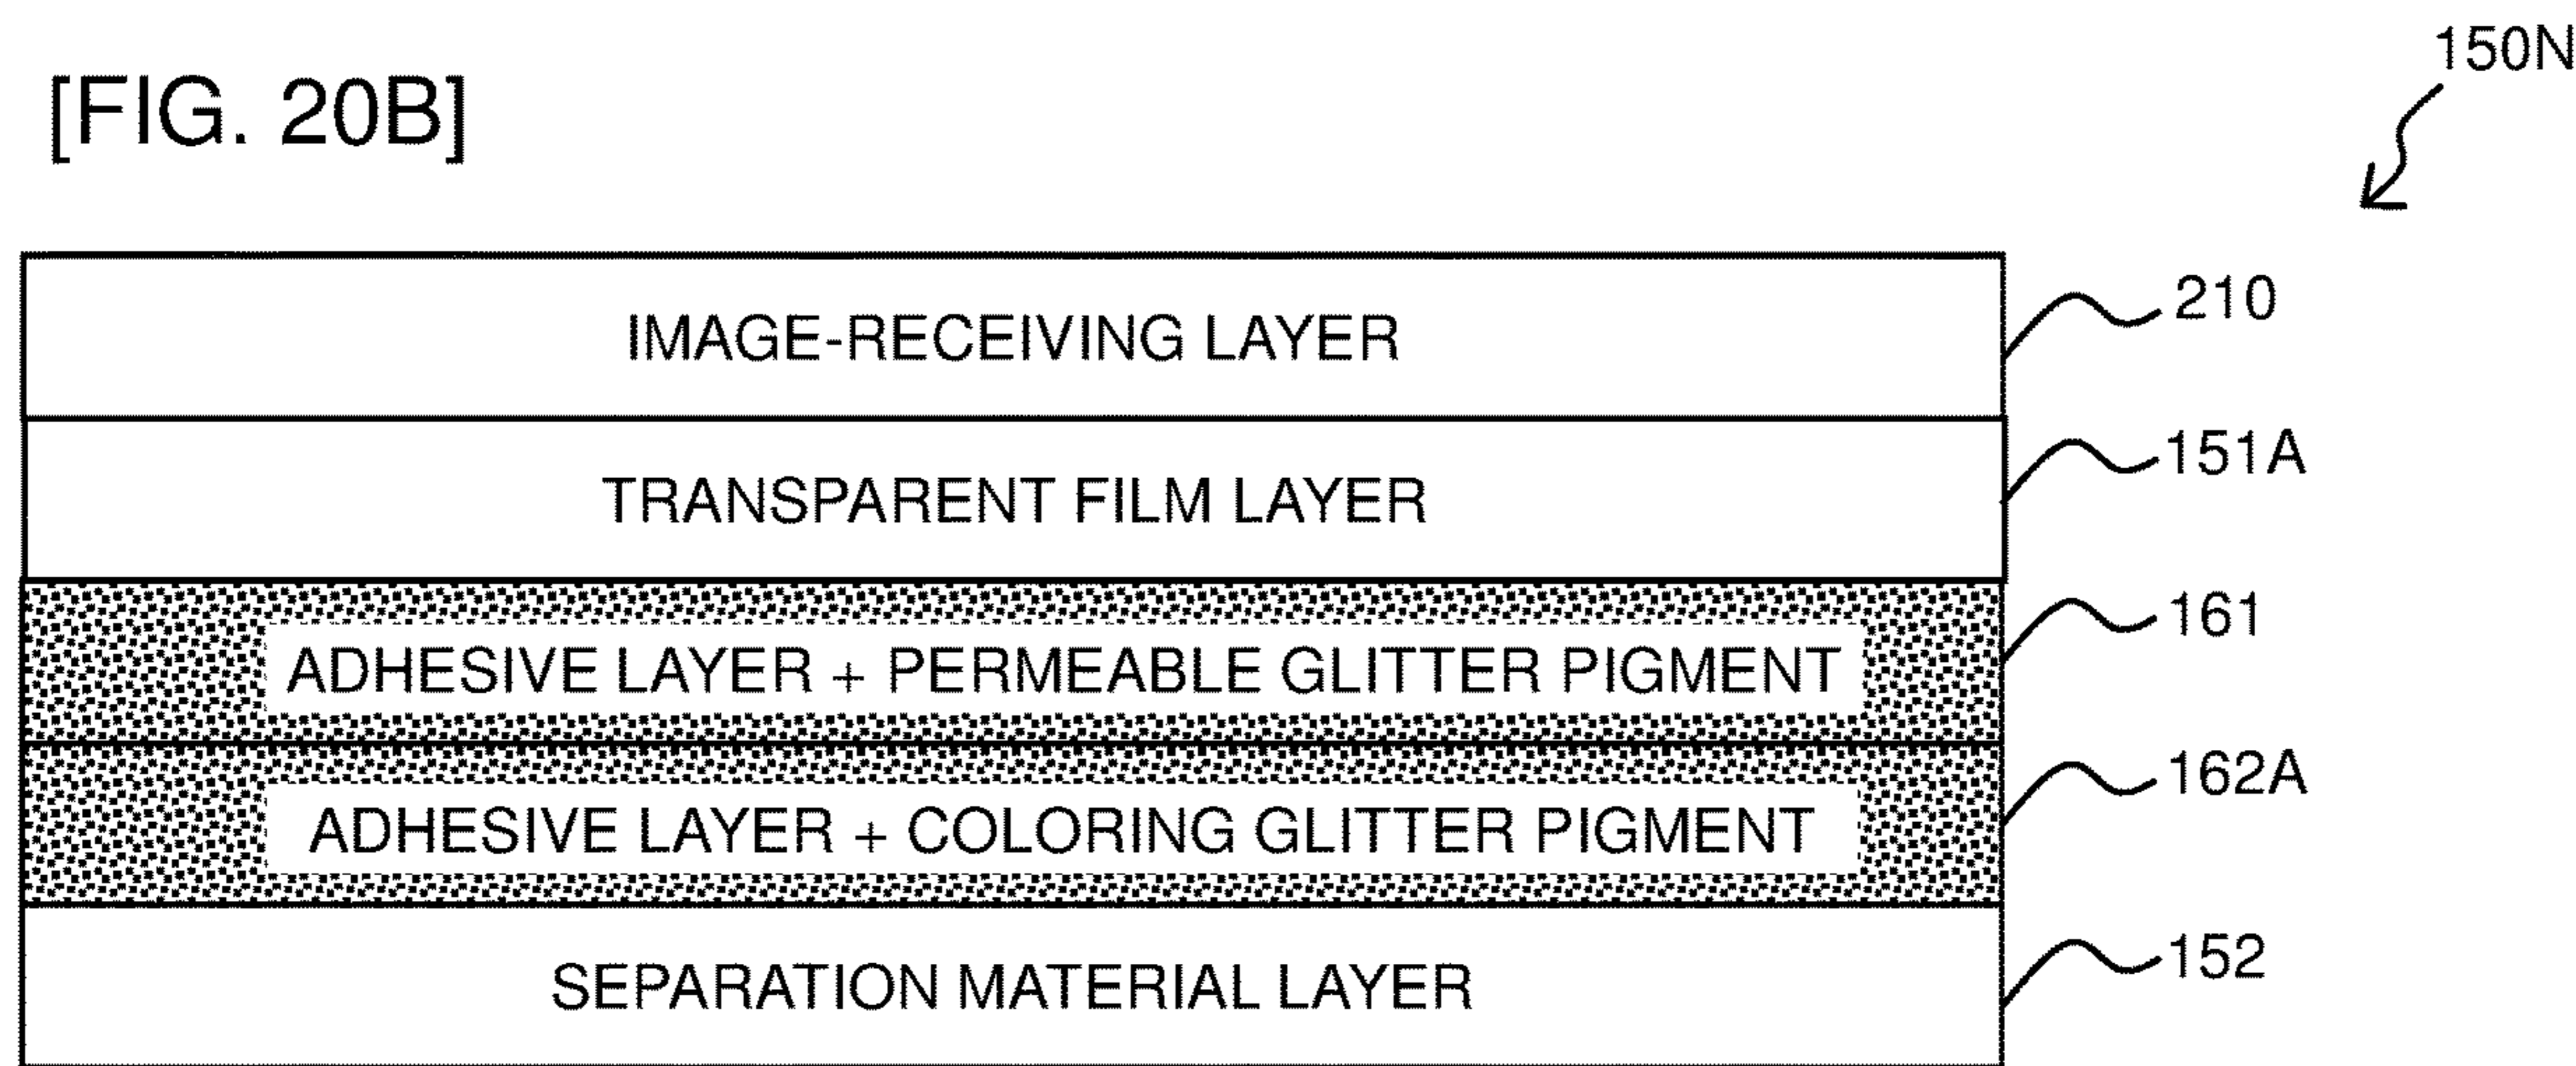 150N
[FIG. 20B]
IMAGE-RECEIVING LAYER 210
TRANSPARENT FILM LAYER 151A
ADHESIVE LAYER + PERMEABLE GLITTER PIGMENT 161
ADHESIVE LAYER + COLORING GLITTER PIGMENT 162A
SEPARATION MATERIAL LAYER 152